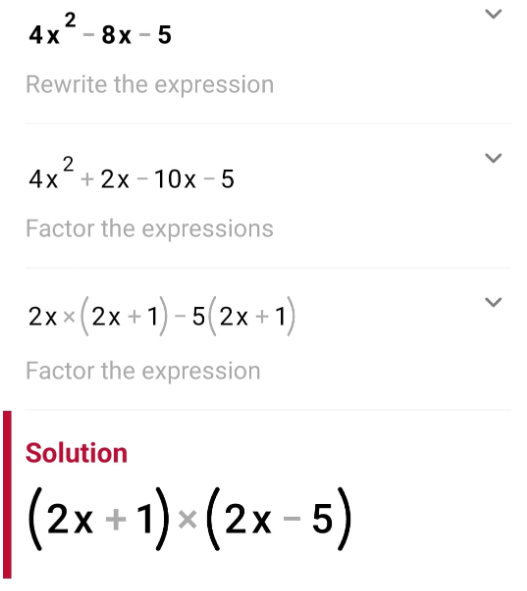 4x² - 8x - 5
Rewrite the expression
4x² + 2x - 10x - 5
Factor the expressions
2x × (2x + 1) - 5(2x + 1)
Factor the expression
Solution
(2x + 1) × (2x - 5)